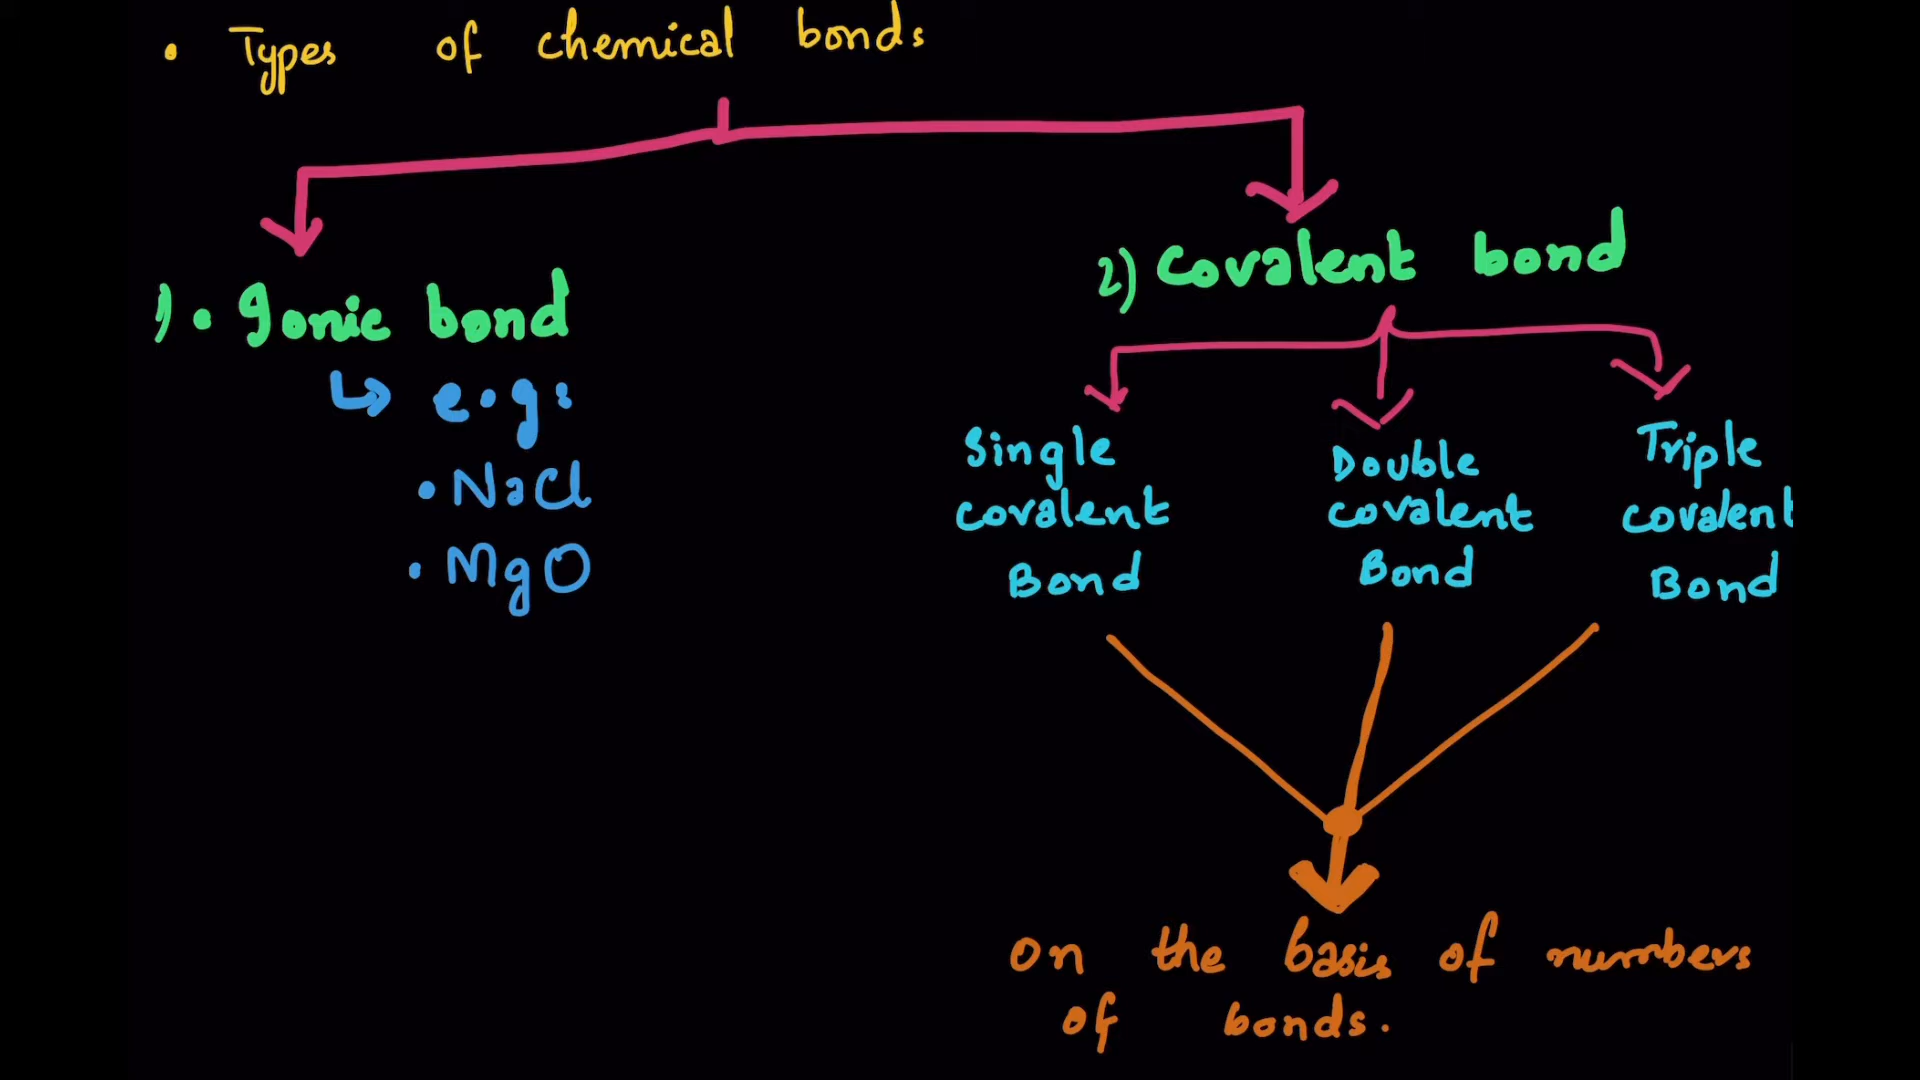 • Types of chemical bonds
1) • Ionic bond
↳ e.g:
• NaCl
• MgO
2) Covalent bond
Single
covalent
Bond
Double
covalent
Bond
Triple
covalent
Bond
On the basis of numbers
of bonds.